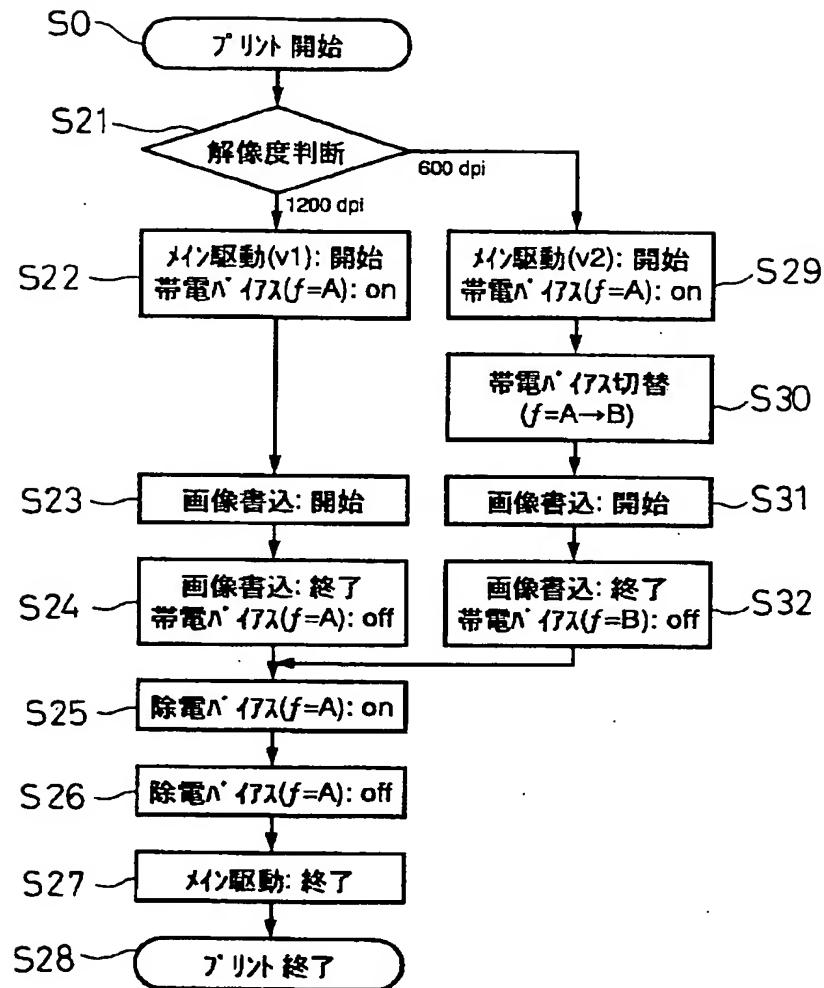 S0
プリント 開始
S21
解像度判断
600 dpi
1200 dpi
S22
メイン駆動(v1): 開始
帯電バイアス(f=A): on
メイン駆動(v2): 開始
帯電バイアス(f=A): on
S29
帯電バイアス切替
(f=A→B)
S30
S23
画像書込: 開始
画像書込: 開始
S31
S24
画像書込: 終了
帯電バイアス(f=A): off
画像書込: 終了
帯電バイアス(f=B): off
S32
S25
除電バイアス(f=A): on
S26
除電バイアス(f=A): off
S27
メイン駆動: 終了
S28
プリント 終了